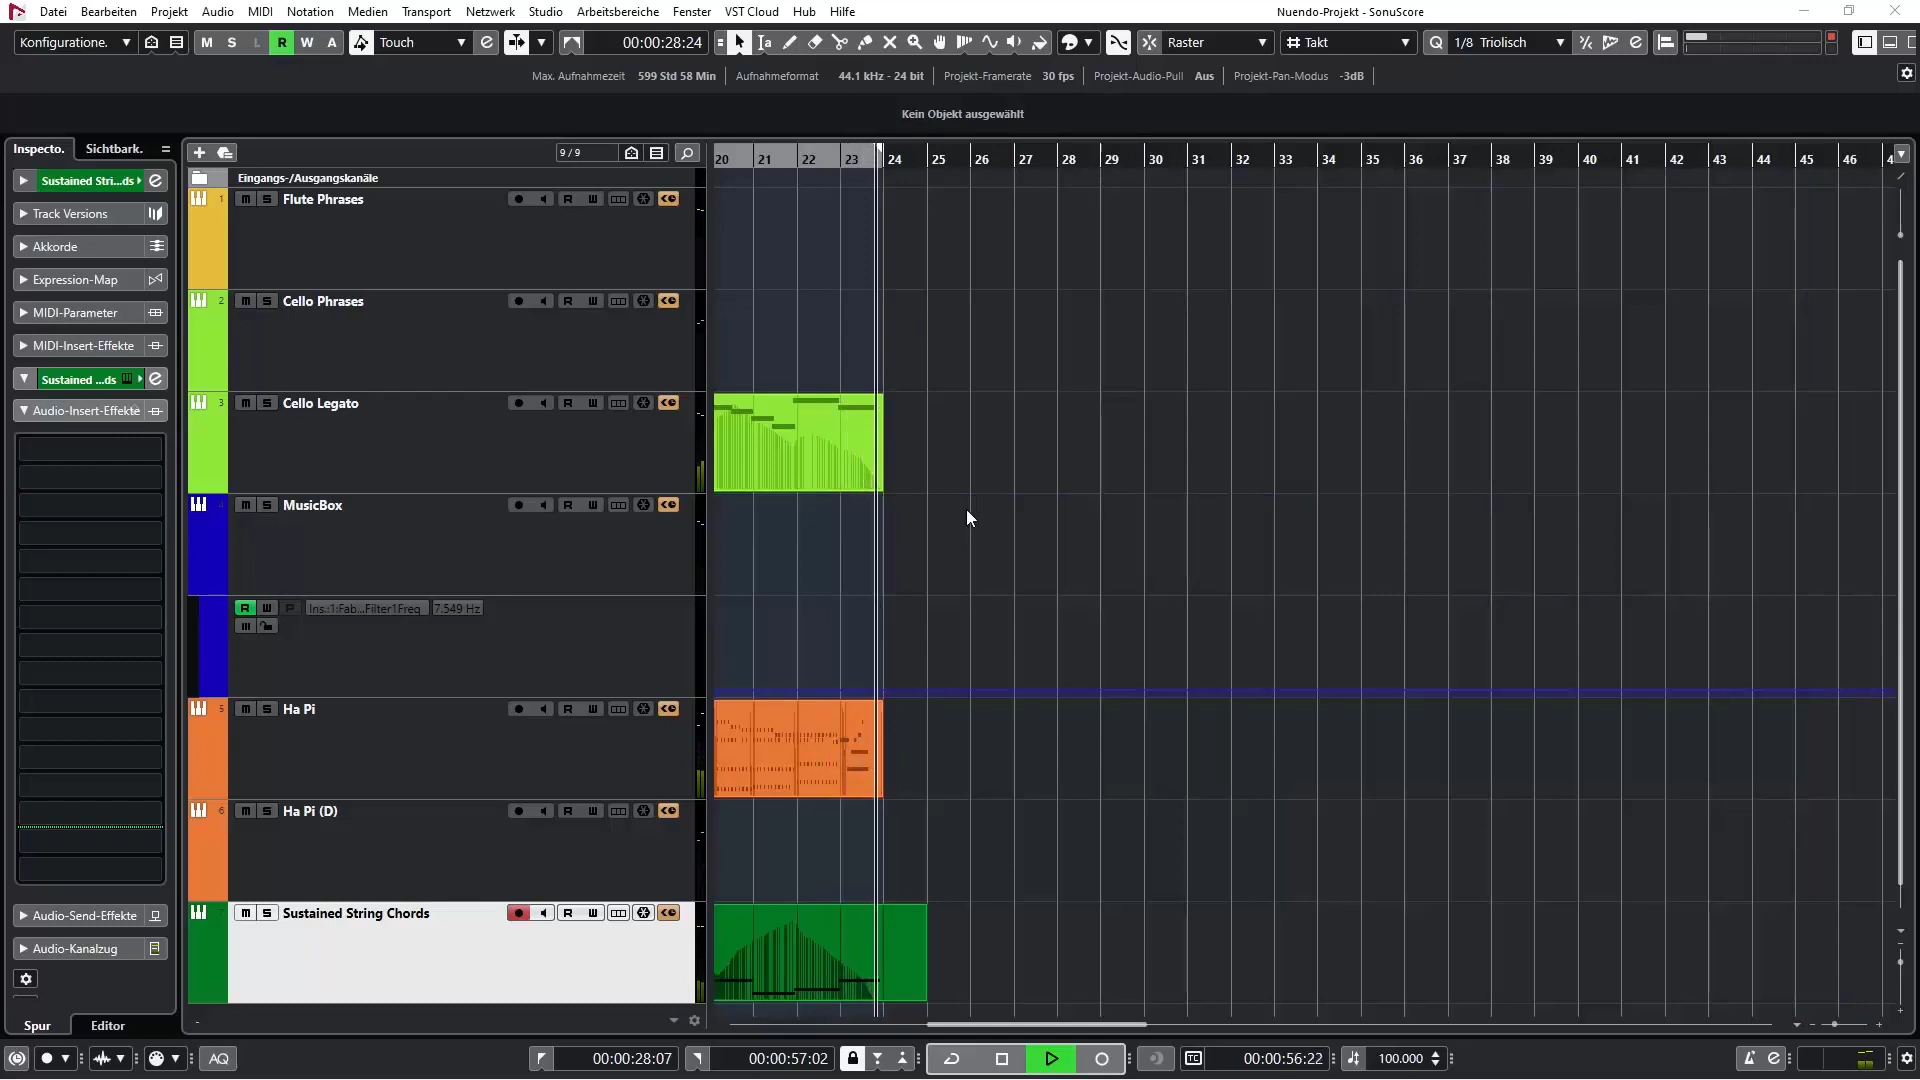 Datei Bearbeiten Projekt Audio MIDI Notation Medien Transport Netzwerk Studio Arbeitsbereiche Fenster VST Cloud Hub Hilfe Nuendo-Projekt - SonuScore
Konfiguratione. M S L R W A Touch 00:00:28:24 Raster Takt Q 1/8 Triolisch
Max. Aufnahmezeit 599 Std 58 Min Aufnahmeformat 44.1 kHz - 24 bit Projekt-Framerate 30 fps Projekt-Audio-Pull Aus Projekt-Pan-Modus -3dB
Kein Objekt ausgewählt
Inspecto. Sichtbark. 9 / 9 20 21 22 23 24 25 26 27 28 29 30 31 32 33 34 35 36 37 38 39 40 41 42 43 44 45 46
Eingangs-/Ausgangskanäle
Sustained Stri...ds
1 m S Flute Phrases R W
Track Versions
Akkorde
Expression-Map
2 m S Cello Phrases R W
MIDI-Parameter
MIDI-Insert-Effekte
Sustained ...ds
3 m S Cello Legato R W
Audio-Insert-Effekte
m S MusicBox R W
R W P Ins.:1:Fab...Filter1Freq 7.549 Hz
m
5 m S Ha Pi R W
6 m S Ha Pi (D) R W
m S Sustained String Chords R W
Audio-Send-Effekte
Audio-Kanalzug
Spur Editor
AQ 00:00:28:07 00:00:57:02 TC 00:00:56:22 100.000